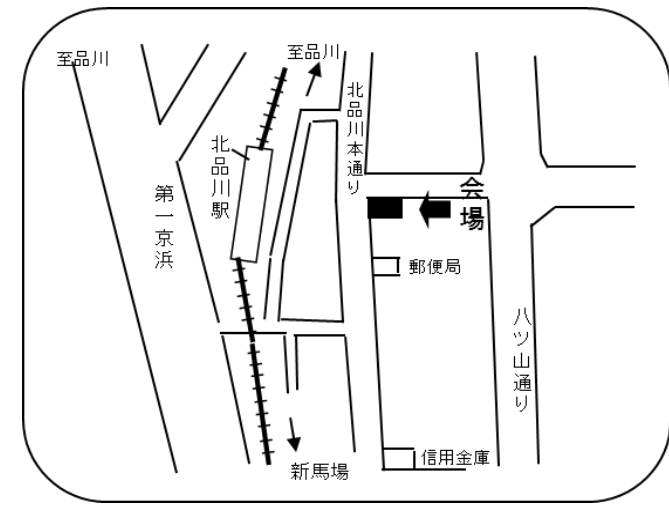 至品川
至品川
北品川本通り
北品川駅
第一京浜
会場
郵便局
八ツ山通り
信用金庫
新馬場